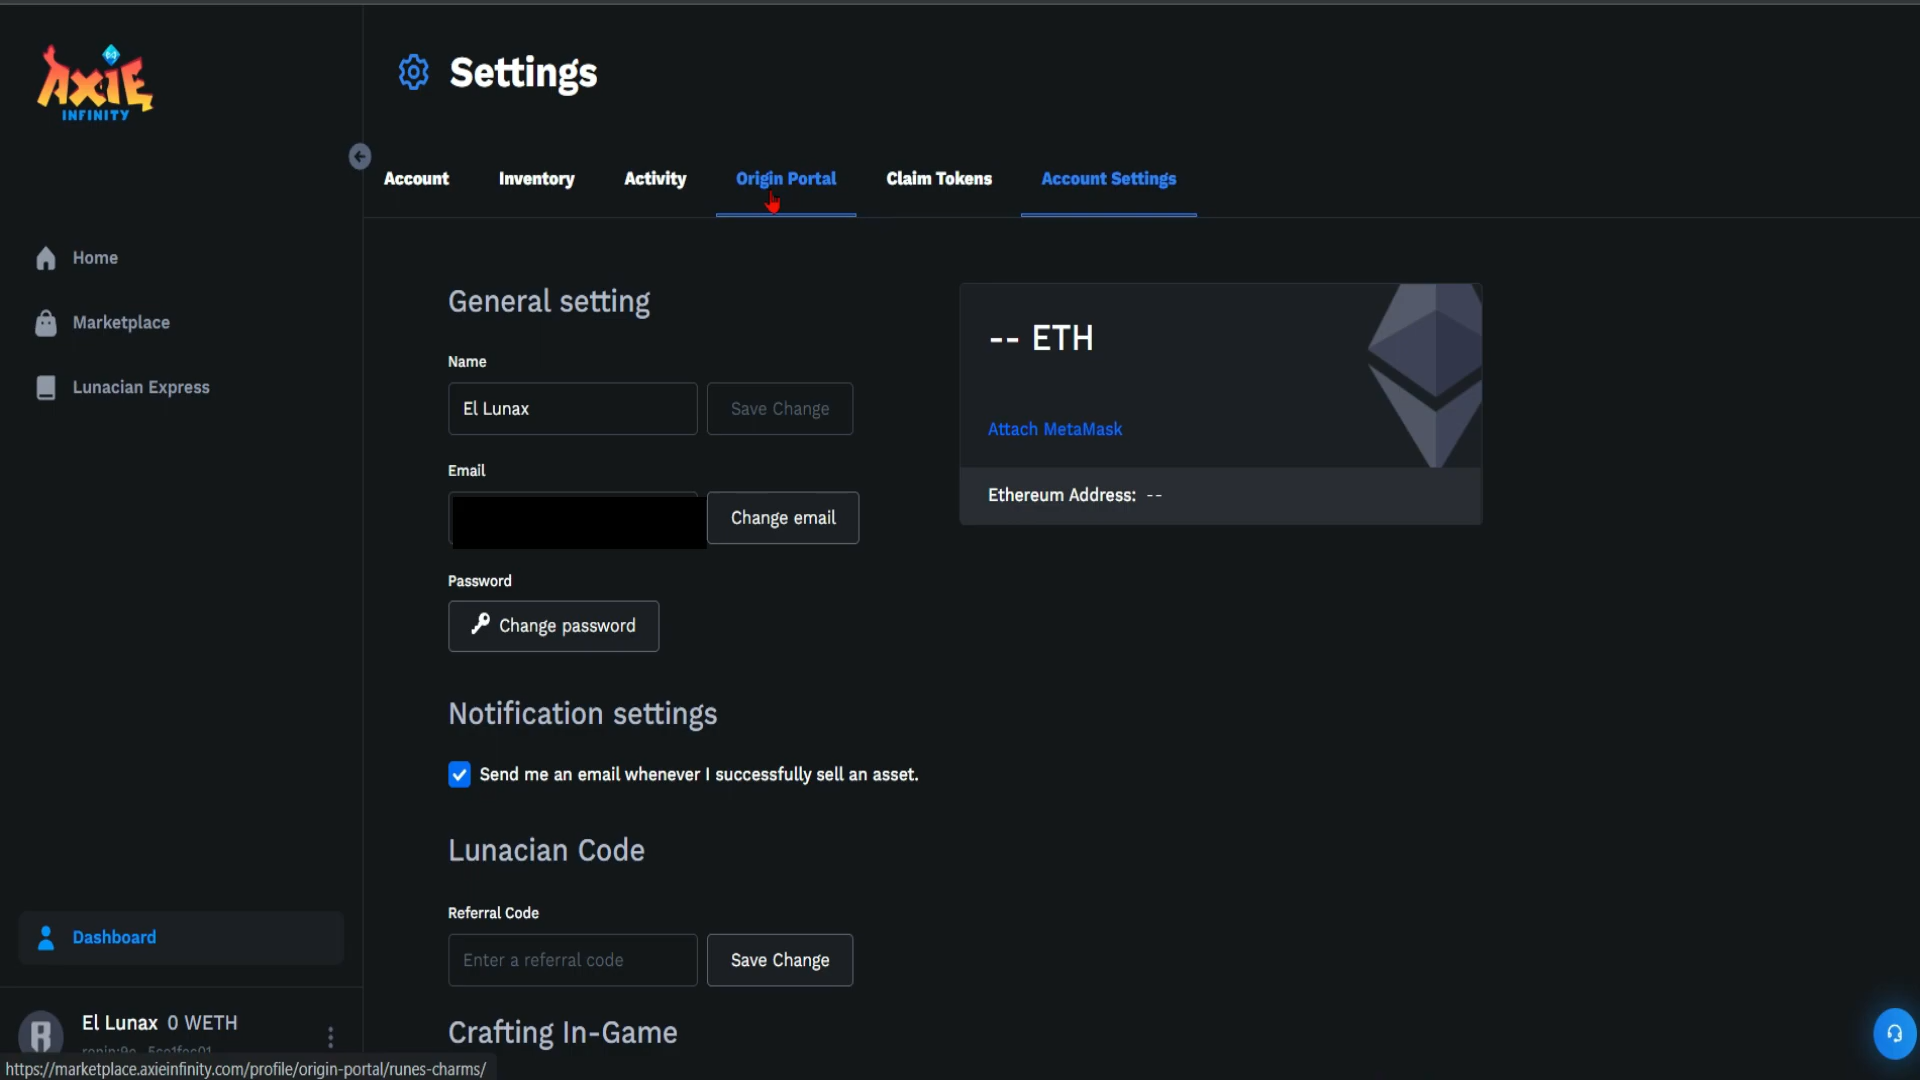 AXIE
INFINITY
Settings
Account
Inventory
Activity
Origin Portal
Claim Tokens
Account Settings
Home
Marketplace
Lunacian Express
General setting
Name
El Lunax
Save Change
Email
Change email
Password
Change password
-- ETH
Attach MetaMask
Ethereum Address: --
Notification settings
Send me an email whenever I successfully sell an asset.
Lunacian Code
Referral Code
Enter a referral code
Save Change
Crafting In-Game
Dashboard
El Lunax 0 WETH
https://marketplace.axieinfinity.com/profile/origin-portal/runes-charms/